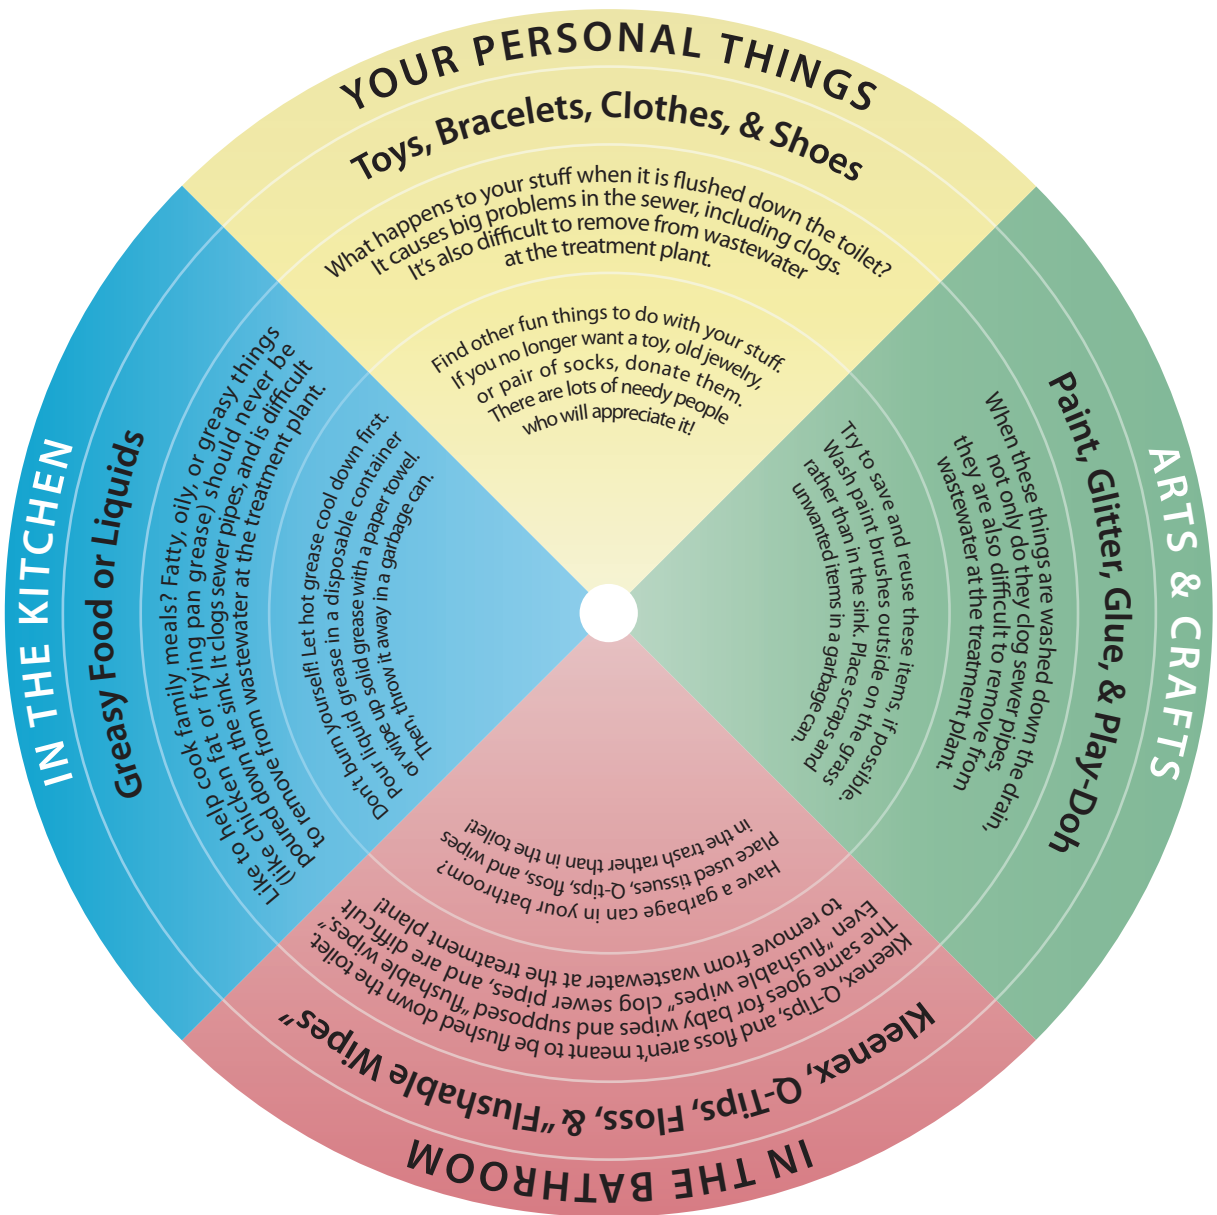 YOUR PERSONAL THINGS
Toys, Bracelets, Clothes, & Shoes
What happens to your stuff when it is flushed down the toilet?
It causes big problems in the sewer, including clogs.
It's also difficult to remove from wastewater
at the treatment plant.
Find other fun things to do with your stuff.
If you no longer want a toy, old jewelry,
or pair of socks, donate them.
There are lots of needy people
who will appreciate it!
ARTS & CRAFTS
Paint, Glitter, Glue, & Play-Doh
When these things are washed down the drain,
not only do they clog sewer pipes,
they are also difficult to remove from
wastewater at the treatment plant.
Try to save and reuse these items, if possible.
Wash paint brushes outside on the grass
rather than in the sink. Place scraps and
unwanted items in a garbage can.
IN THE BATHROOM
Kleenex, Q-Tips, Floss, & "Flushable Wipes"
Kleenex, Q-Tips, and floss aren't meant to be flushed down the toilet.
The same goes for baby wipes and supposed "flushable wipes."
Even "flushable wipes" clog sewer pipes, and are difficult
to remove from wastewater at the treatment plant!
Have a garbage can in your bathroom?
Place used tissues, Q-tips, floss, and wipes
in the trash rather than in the toilet!
IN THE KITCHEN
Greasy Food or Liquids
Like to help cook family meals? Fatty, oily, or greasy things
(like chicken fat or frying pan grease) should never be
poured down the sink. It clogs sewer pipes, and is difficult
to remove from wastewater at the treatment plant.
Don't burn yourself! Let hot grease cool down first.
Pour liquid grease in a disposable container
or wipe up solid grease with a paper towel.
Then, throw it away in a garbage can.